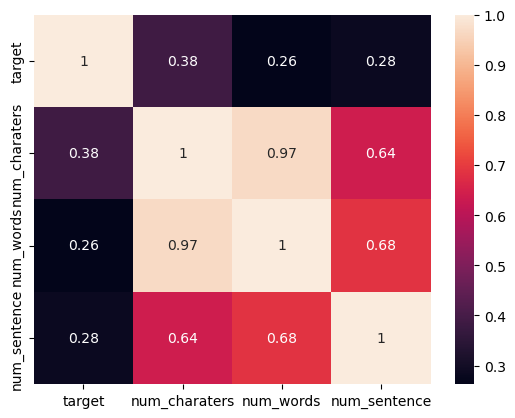 target 1 0.38 0.26 0.28
num_charaters 0.38 1 0.97 0.64
num_words 0.26 0.97 1 0.68
num_sentence 0.28 0.64 0.68 1
target num_charaters num_words num_sentence
1.0
0.9
0.8
0.7
0.6
0.5
0.4
0.3